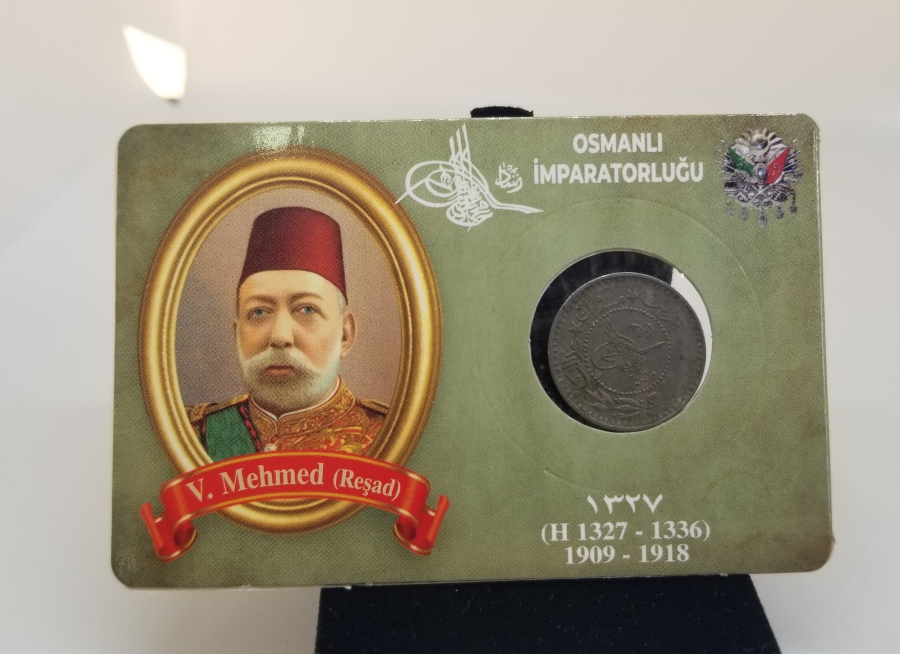 OSMANLI
İMPARATORLUĞU
V. Mehmed (Reşad)
١٣٢٧
(H 1327 - 1336)
1909 - 1918